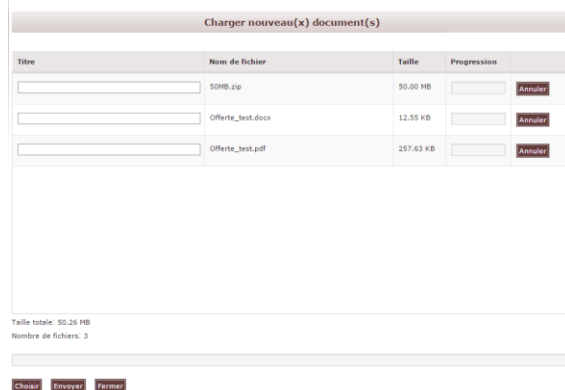 Charger nouveau(x) document(s)
Titre Nom de fichier Taille Progression
50MB.zip 50.00 MB Annuler
Offerte_test.docx 12.55 KB Annuler
Offerte_test.pdf 257.63 KB Annuler
Taille totale: 50.26 MB
Nombre de fichiers: 3
Choisir Envoyer Fermer